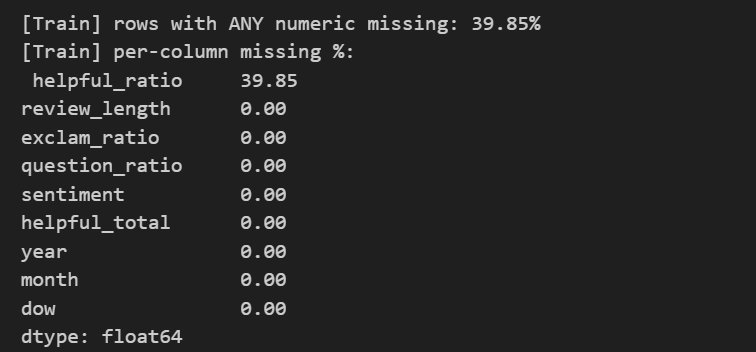 [Train] rows with ANY numeric missing: 39.85%
[Train] per-column missing %:
helpful_ratio 39.85
review_length 0.00
exclam_ratio 0.00
question_ratio 0.00
sentiment 0.00
helpful_total 0.00
year 0.00
month 0.00
dow 0.00
dtype: float64